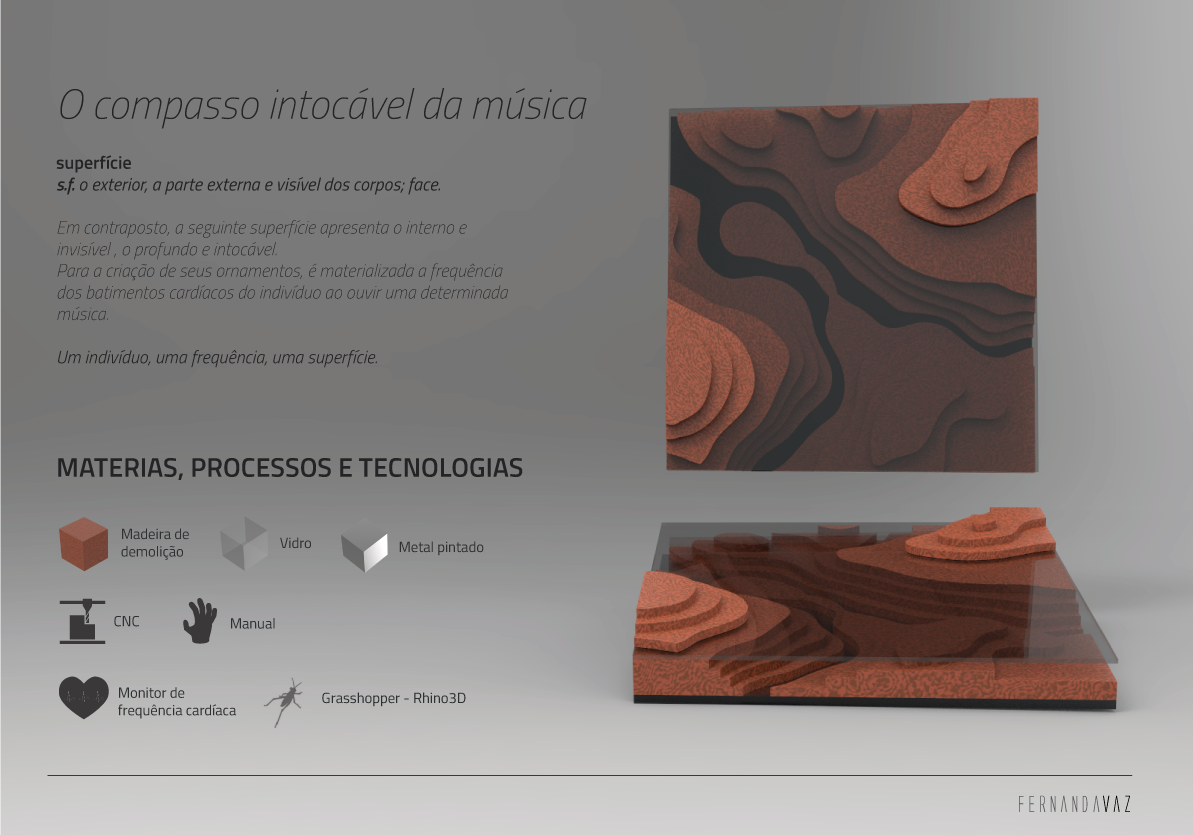 O compasso intocável da música
superfície
s.f. o exterior, a parte externa e visível dos corpos; face.
Em contraposto, a seguinte superfície apresenta o interno e
invisível , o profundo e intocável.
Para a criação de seus ornamentos, é materializada a frequência
dos batimentos cardíacos do indivíduo ao ouvir uma determinada
música.
Um indivíduo, uma frequência, uma superfície.
MATERIAS, PROCESSOS E TECNOLOGIAS
Madeira de
demolição
Vidro
Metal pintado
CNC
Manual
Monitor de
frequência cardíaca
Grasshopper - Rhino3D
FERNANDAVAZ